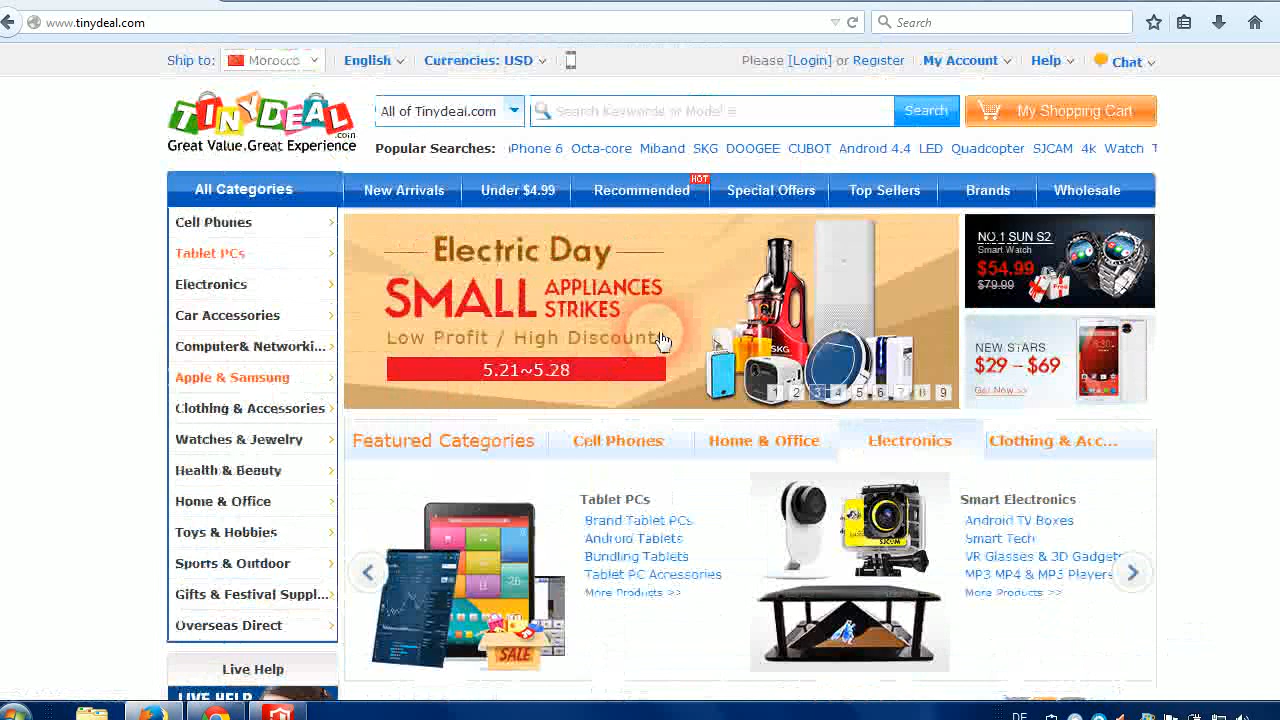 www.tinydeal.com
Search
Ship to: Morocco English Currencies: USD Please [Login] or Register My Account Help Chat
TINYDEAL.com
Great Value.Great Experience
All of Tinydeal.com Search Keywords or Model # Search My Shopping Cart
Popular Searches: iPhone 6 Octa-core Miband SKG DOOGEE CUBOT Android 4.4 LED Quadcopter SJCAM 4k Watch T
All Categories New Arrivals Under $4.99 Recommended HOT Special Offers Top Sellers Brands Wholesale
Cell Phones
Tablet PCs
Electronics
Car Accessories
Computer& Networki...
Apple & Samsung
Clothing & Accessories
Watches & Jewelry
Health & Beauty
Home & Office
Toys & Hobbies
Sports & Outdoor
Gifts & Festival Suppl...
Overseas Direct
Live Help
LIVE HELP
Electric Day
SMALL APPLIANCES
STRIKES
Low Profit / High Discount
5.21~5.28
SKG
1 2 3 4 5 6 7 8 9
NO.1 SUN S2
Smart Watch
$54.99
$79.99
Free
NEW STARS
$29 – $69
Get Now >>
Featured Categories Cell Phones Home & Office Electronics Clothing & Acc...
Tablet PCs
Brand Tablet PCs
Android Tablets
Bundling Tablets
Tablet PC Accessories
More Products >>
SALE
SJCAM
Smart Electronics
Android TV Boxes
Smart Tech
VR Glasses & 3D Gadgets
MP3 MP4 & MP5 Players
More Products >>
DE